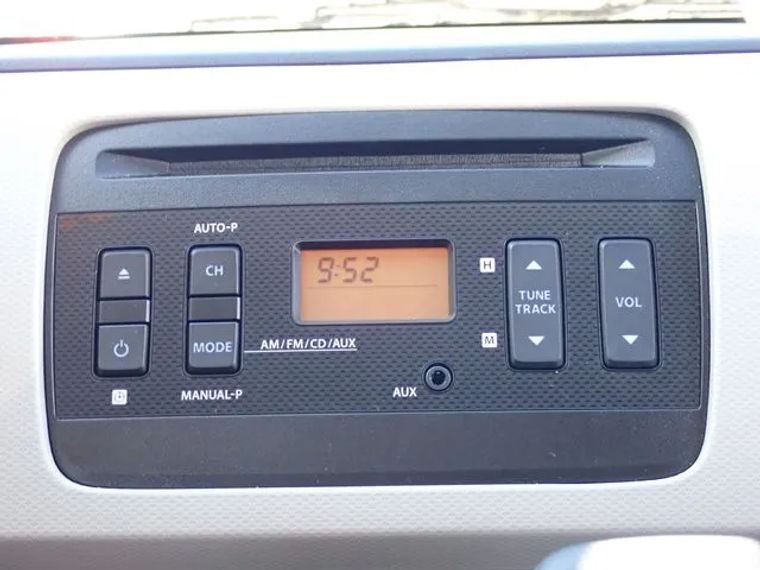 AUTO-P
CH
9:52
H
TUNE
TRACK
VOL
MODE
AM/FM/CD/AUX
M
MANUAL-P
AUX